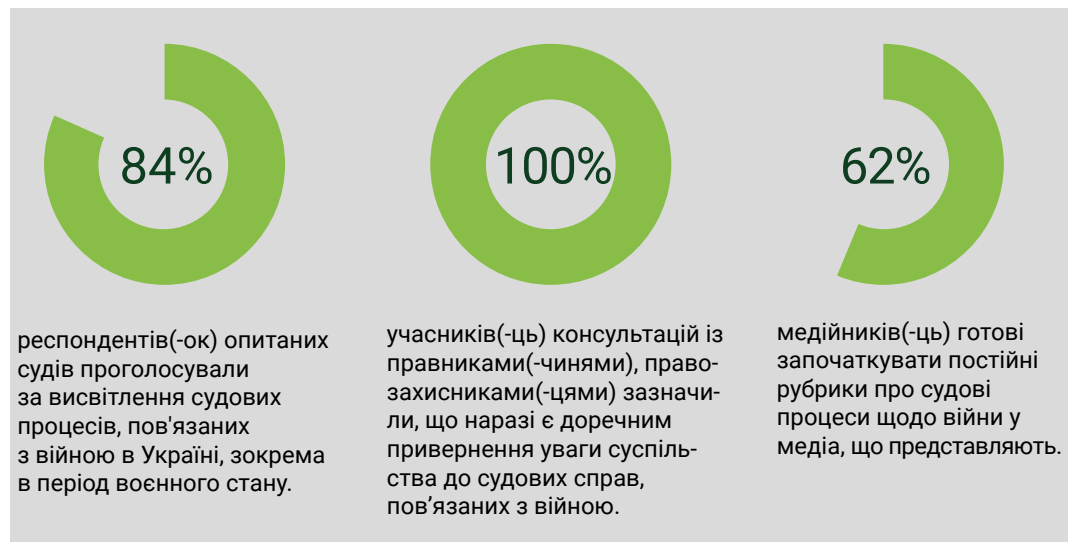 84%
респондентів(-ок) опитаних
судів проголосували
за висвітлення судових
процесів, пов'язаних
з війною в Україні, зокрема
в період воєнного стану.
100%
учасників(-ць) консультацій із
правниками(-чинями), право-
захисниками(-цями) зазначи-
ли, що наразі є доречним
привернення уваги суспіль-
ства до судових справ,
пов’язаних з війною.
62%
медійників(-ць) готові
започаткувати постійні
рубрики про судові
процеси щодо війни у
медіа, що представляють.